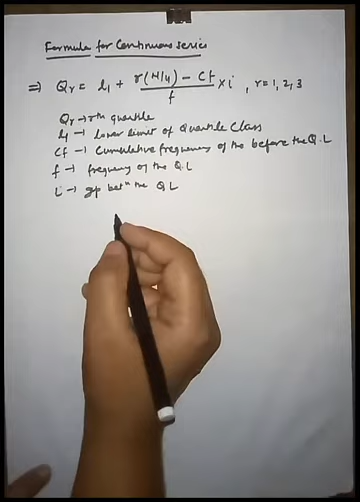 Formula for Continuous series
⇒ Qr = l₁ + (r(N/4) - Cf)/f × i , r = 1, 2, 3
Qr → rth quartile
l₁ → lower limit of Quartile Class
Cf → Cumulative frequency of the before the Q.L
f → frequency of the Q.L
L → gp betⁿ the Q.L